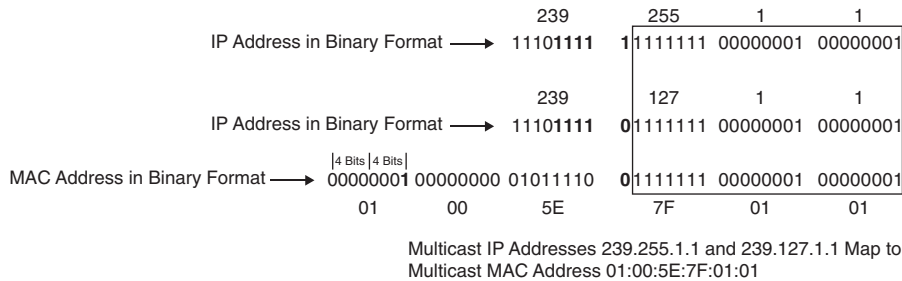 239 255 1 1
IP Address in Binary Format 11101111 11111111 00000001 00000001
239 127 1 1
IP Address in Binary Format 11101111 01111111 00000001 00000001
4 Bits 4 Bits
MAC Address in Binary Format 00000001 00000000 01011110 01111111 00000001 00000001
01 00 5E 7F 01 01
Multicast IP Addresses 239.255.1.1 and 239.127.1.1 Map to
Multicast MAC Address 01:00:5E:7F:01:01